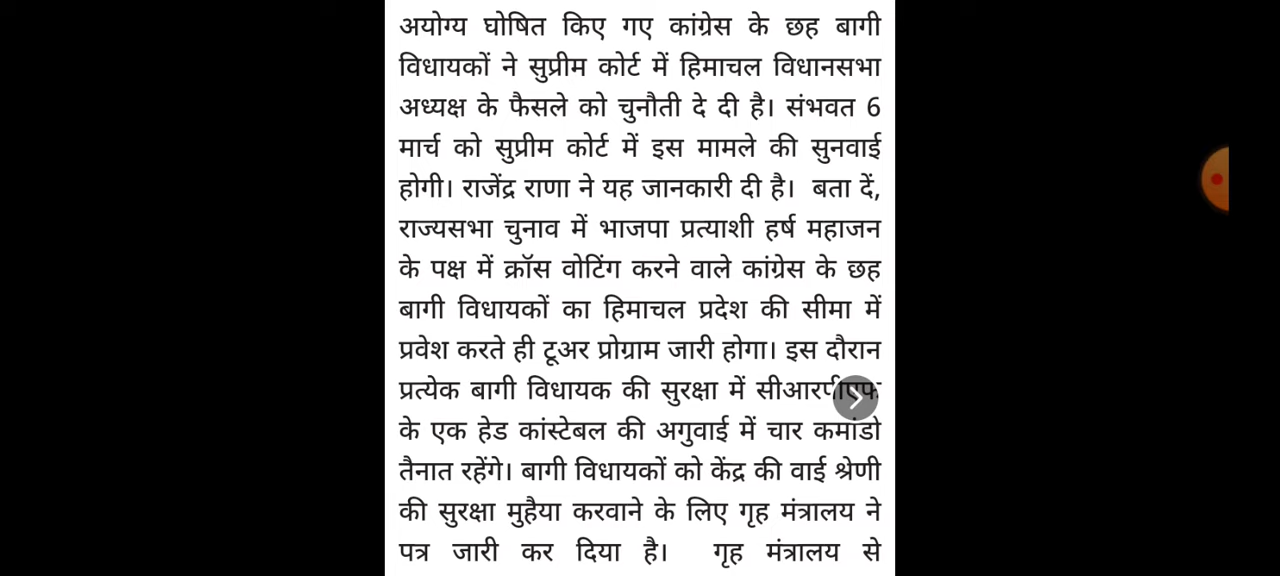 अयोग्य घोषित किए गए कांग्रेस के छह बागी
विधायकों ने सुप्रीम कोर्ट में हिमाचल विधानसभा
अध्यक्ष के फैसले को चुनौती दे दी है। संभवत 6
मार्च को सुप्रीम कोर्ट में इस मामले की सुनवाई
होगी। राजेंद्र राणा ने यह जानकारी दी है। बता दें,
राज्यसभा चुनाव में भाजपा प्रत्याशी हर्ष महाजन
के पक्ष में क्रॉस वोटिंग करने वाले कांग्रेस के छह
बागी विधायकों का हिमाचल प्रदेश की सीमा में
प्रवेश करते ही टूअर प्रोग्राम जारी होगा। इस दौरान
प्रत्येक बागी विधायक की सुरक्षा में सीआरपीएफ
के एक हेड कांस्टेबल की अगुवाई में चार कमांडो
तैनात रहेंगे। बागी विधायकों को केंद्र की वाई श्रेणी
की सुरक्षा मुहैया करवाने के लिए गृह मंत्रालय ने
पत्र जारी कर दिया है। गृह मंत्रालय से